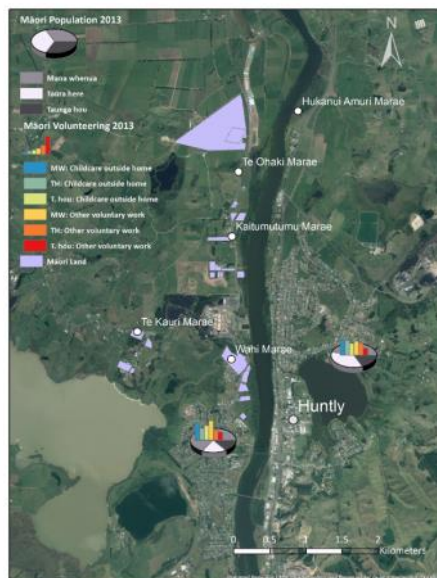 Māori Population 2013
Mana whenua
Taura here
Taunga hou
Māori Volunteering 2013
MW: Childcare outside home
TH: Childcare outside home
T. hou: Childcare outside home
MW: Other voluntary work
TH: Other voluntary work
T. hou: Other voluntary work
Māori Land
N
Hukanui Amuri Marae
Te Ohaki Marae
Kaitumutumu Marae
Te Kauri Marae
Wahi Marae
Huntly
0 0.5 1 1.5 2
Kilometers